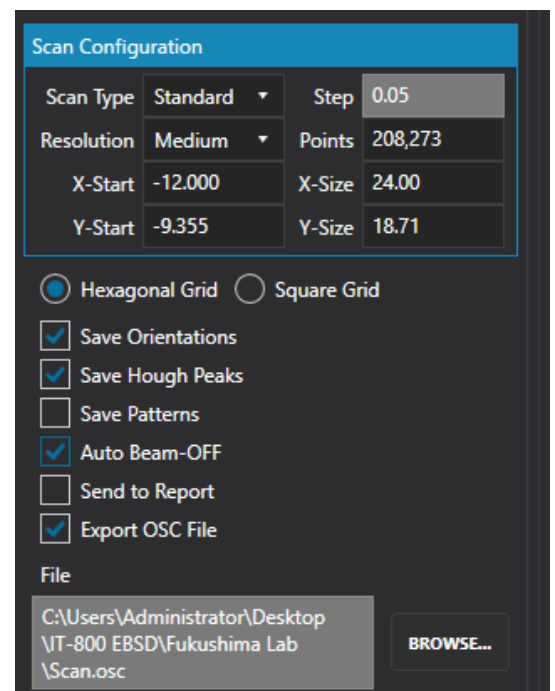 Scan Configuration
Scan Type Standard Step 0.05
Resolution Medium Points 208,273
X-Start -12.000 X-Size 24.00
Y-Start -9.355 Y-Size 18.71
Hexagonal Grid Square Grid
Save Orientations
Save Hough Peaks
Save Patterns
Auto Beam-OFF
Send to Report
Export OSC File
File
C:\Users\Administrator\Desktop
\IT-800 EBSD\Fukushima Lab
\Scan.osc
BROWSE...